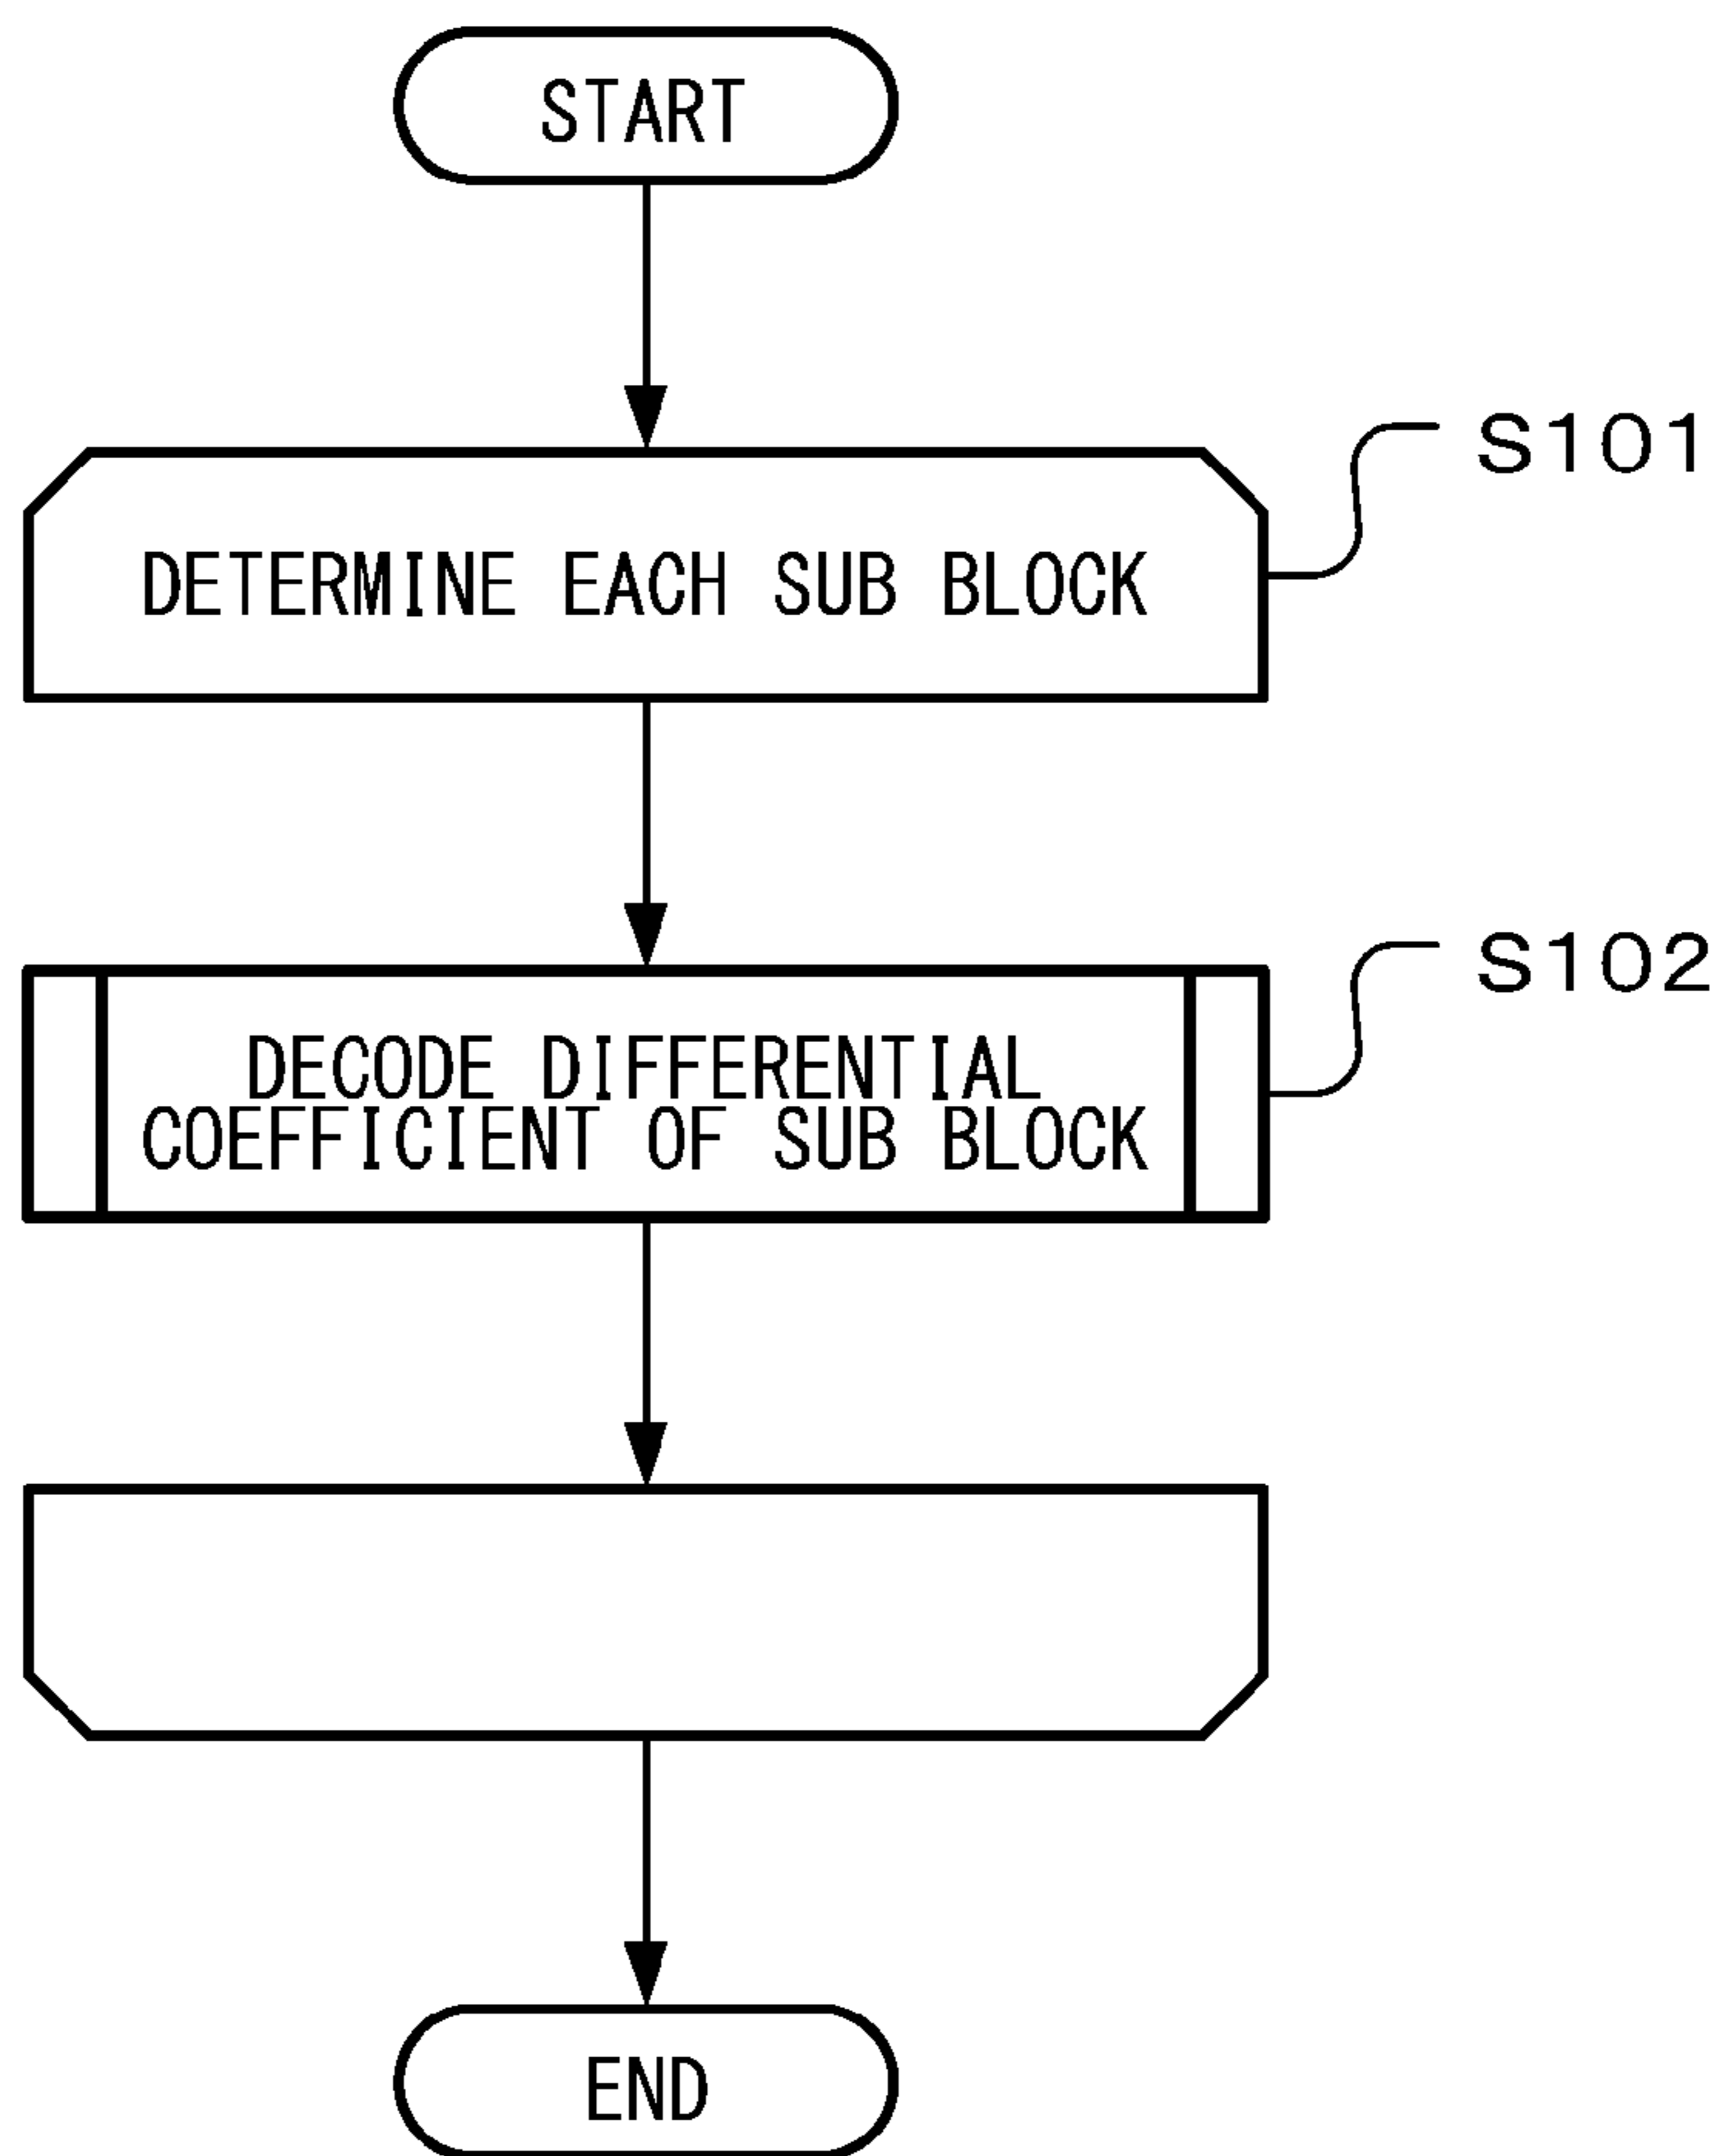 START
S101
DETERMINE EACH SUB BLOCK
S102
DECODE DIFFERENTIAL
COEFFICIENT OF SUB BLOCK
END